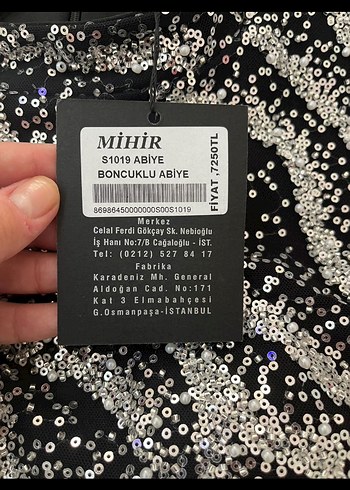 MİHİR
S1019 ABİYE
BONCUKLU ABİYE
FİYAT ,7250TL
86986450000000S00S1019
Merkez
Celal Ferdi Gökçay Sk. Nebioğlu
İş Hanı No:7/B Cağaloğlu - İST.
Tel: (0212) 527 84 17
Fabrika
Karadeniz Mh. General
Aldoğan Cad. No:171
Kat 3 Elmabahçesi
G.Osmanpaşa-İSTANBUL